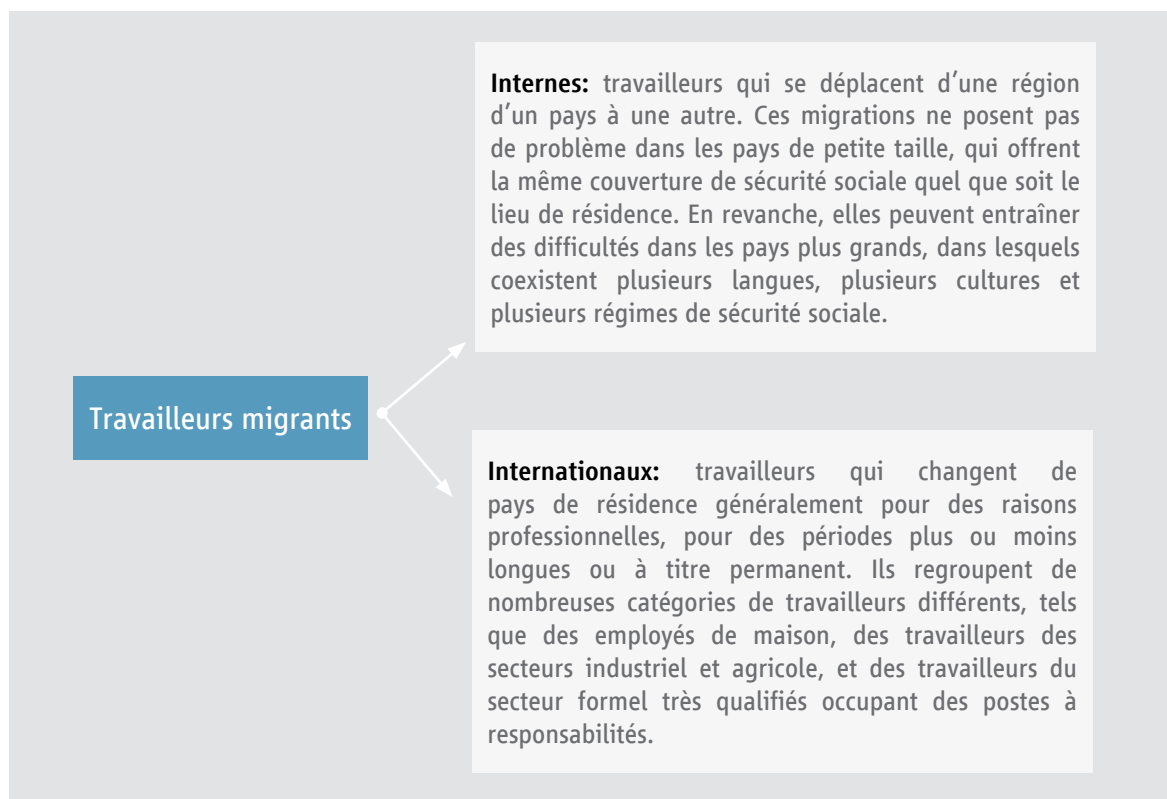 Internes: travailleurs qui se déplacent d’une région
d’un pays à une autre. Ces migrations ne posent pas
de problème dans les pays de petite taille, qui offrent
la même couverture de sécurité sociale quel que soit le
lieu de résidence. En revanche, elles peuvent entraîner
des difficultés dans les pays plus grands, dans lesquels
coexistent plusieurs langues, plusieurs cultures et
plusieurs régimes de sécurité sociale.
Travailleurs migrants
Internationaux: travailleurs qui changent de
pays de résidence généralement pour des raisons
professionnelles, pour des périodes plus ou moins
longues ou à titre permanent. Ils regroupent de
nombreuses catégories de travailleurs différents, tels
que des employés de maison, des travailleurs des
secteurs industriel et agricole, et des travailleurs du
secteur formel très qualifiés occupant des postes à
responsabilités.